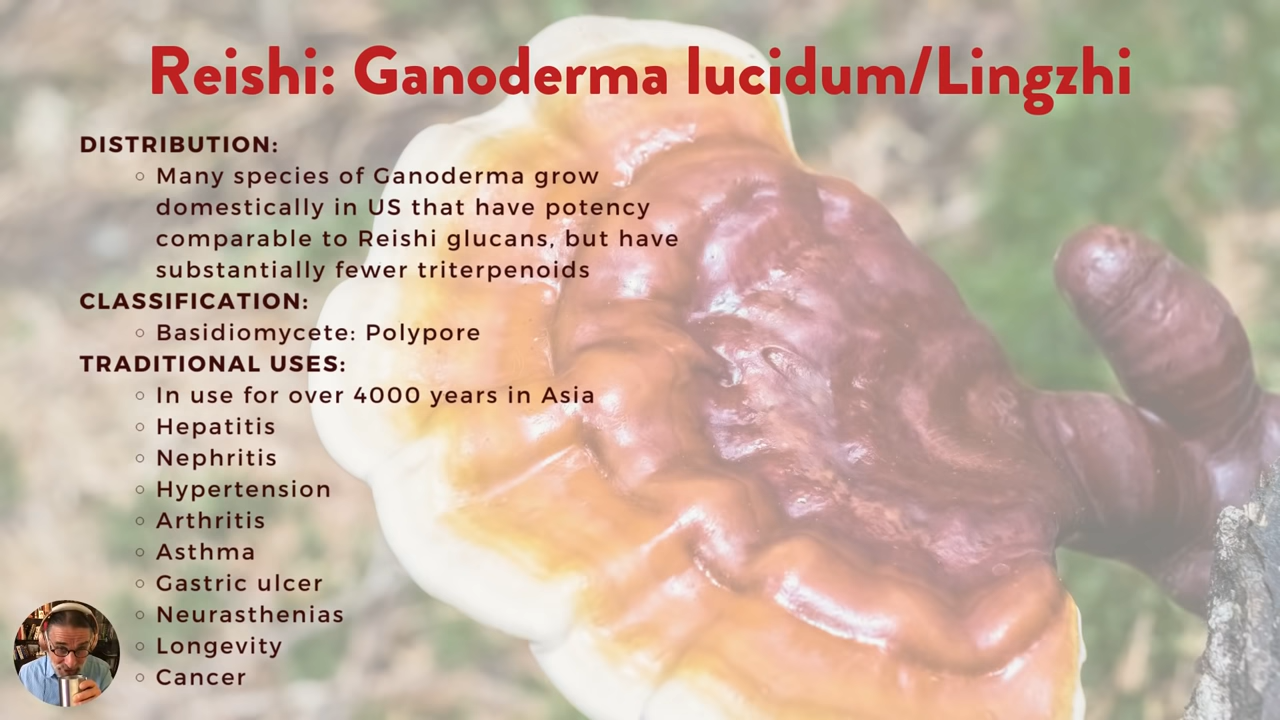 Reishi: Ganoderma lucidum/Lingzhi
DISTRIBUTION:
○ Many species of Ganoderma grow
domestically in US that have potency
comparable to Reishi glucans, but have
substantially fewer triterpenoids
CLASSIFICATION:
○ Basidiomycete: Polypore
TRADITIONAL USES:
○ In use for over 4000 years in Asia
○ Hepatitis
○ Nephritis
○ Hypertension
○ Arthritis
○ Asthma
○ Gastric ulcer
○ Neurasthenias
○ Longevity
○ Cancer